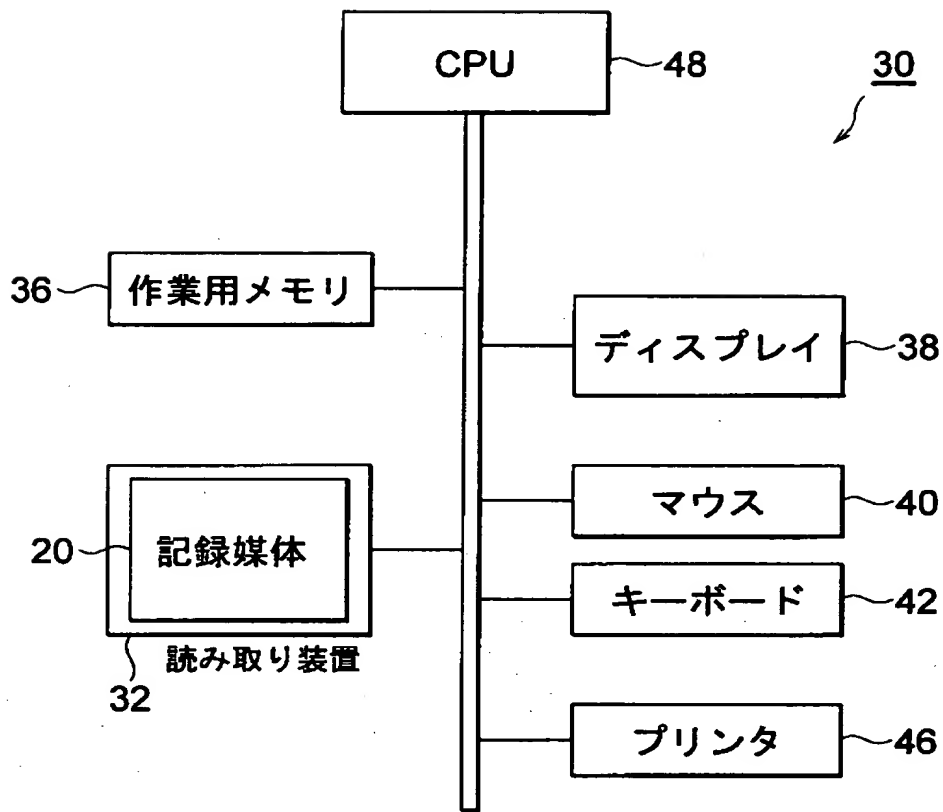 CPU
48
30
36
作業用メモリ
ディスプレイ
38
マウス
40
20
記録媒体
キーボード
42
読み取り装置
32
プリンタ
46